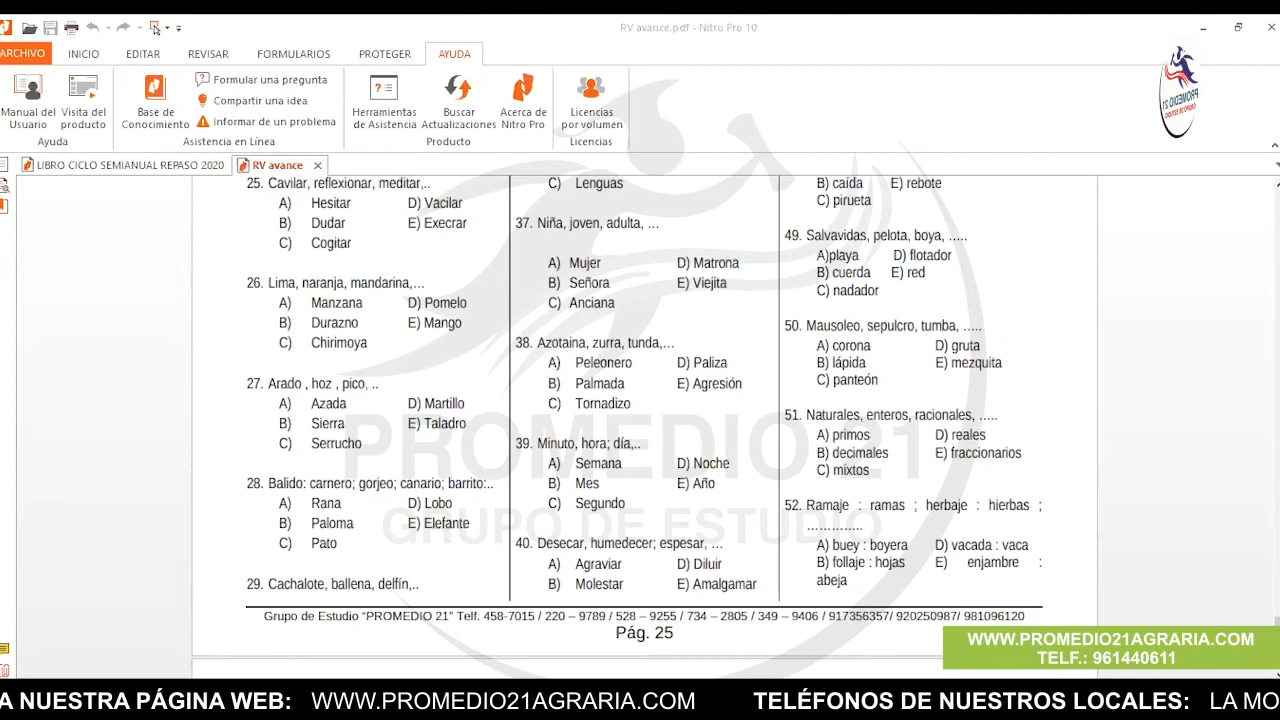 RV avance.pdf - Nitro Pro 10
ARCHIVO INICIO EDITAR REVISAR FORMULARIOS PROTEGER AYUDA
Manual del Usuario
Visita del producto
Ayuda
Base de Conocimiento
Formular una pregunta
Compartir una idea
Informar de un problema
Asistencia en Línea
Herramientas de Asistencia
Buscar Actualizaciones
Acerca de Nitro Pro
Producto
Licencias por volumen
Licencias
PROMEDIO 21
GRUPO DE ESTUDIO
LIBRO CICLO SEMIANUAL REPASO 2020
RV avance
25. Cavilar, reflexionar, meditar,..
A) Hesitar D) Vacilar
B) Dudar E) Execrar
C) Cogitar
26. Lima, naranja, mandarina,...
A) Manzana D) Pomelo
B) Durazno E) Mango
C) Chirimoya
27. Arado , hoz , pico, ..
A) Azada D) Martillo
B) Sierra E) Taladro
C) Serrucho
28. Balido: carnero; gorjeo; canario; barrito:..
A) Rana D) Lobo
B) Paloma E) Elefante
C) Pato
29. Cachalote, ballena, delfín,..
C) Lenguas
37. Niña, joven, adulta, ...
A) Mujer D) Matrona
B) Señora E) Viejita
C) Anciana
38. Azotaina, zurra, tunda,...
A) Peleonero D) Paliza
B) Palmada E) Agresión
C) Tornadizo
39. Minuto, hora; día,..
A) Semana D) Noche
B) Mes E) Año
C) Segundo
40. Desecar, humedecer; espesar, ...
A) Agraviar D) Diluir
B) Molestar E) Amalgamar
B) caída E) rebote
C) pirueta
49. Salvavidas, pelota, boya, .....
A)playa D) flotador
B) cuerda E) red
C) nadador
50. Mausoleo, sepulcro, tumba, .....
A) corona D) gruta
B) lápida E) mezquita
C) panteón
51. Naturales, enteros, racionales, .....
A) primos D) reales
B) decimales E) fraccionarios
C) mixtos
52. Ramaje : ramas ; herbaje : hierbas ;
..............
A) buey : boyera D) vacada : vaca
B) follaje : hojas E) enjambre :
abeja
PROMEDIO 21
GRUPO DE ESTUDIO
Grupo de Estudio “PROMEDIO 21” Telf. 458-7015 / 220 – 9789 / 528 – 9255 / 734 – 2805 / 349 – 9406 / 917356357/ 920250987/ 981096120
Pág. 25
WWW.PROMEDIO21AGRARIA.COM
TELF.: 961440611
A NUESTRA PÁGINA WEB: WWW.PROMEDIO21AGRARIA.COM TELÉFONOS DE NUESTROS LOCALES: LA MO